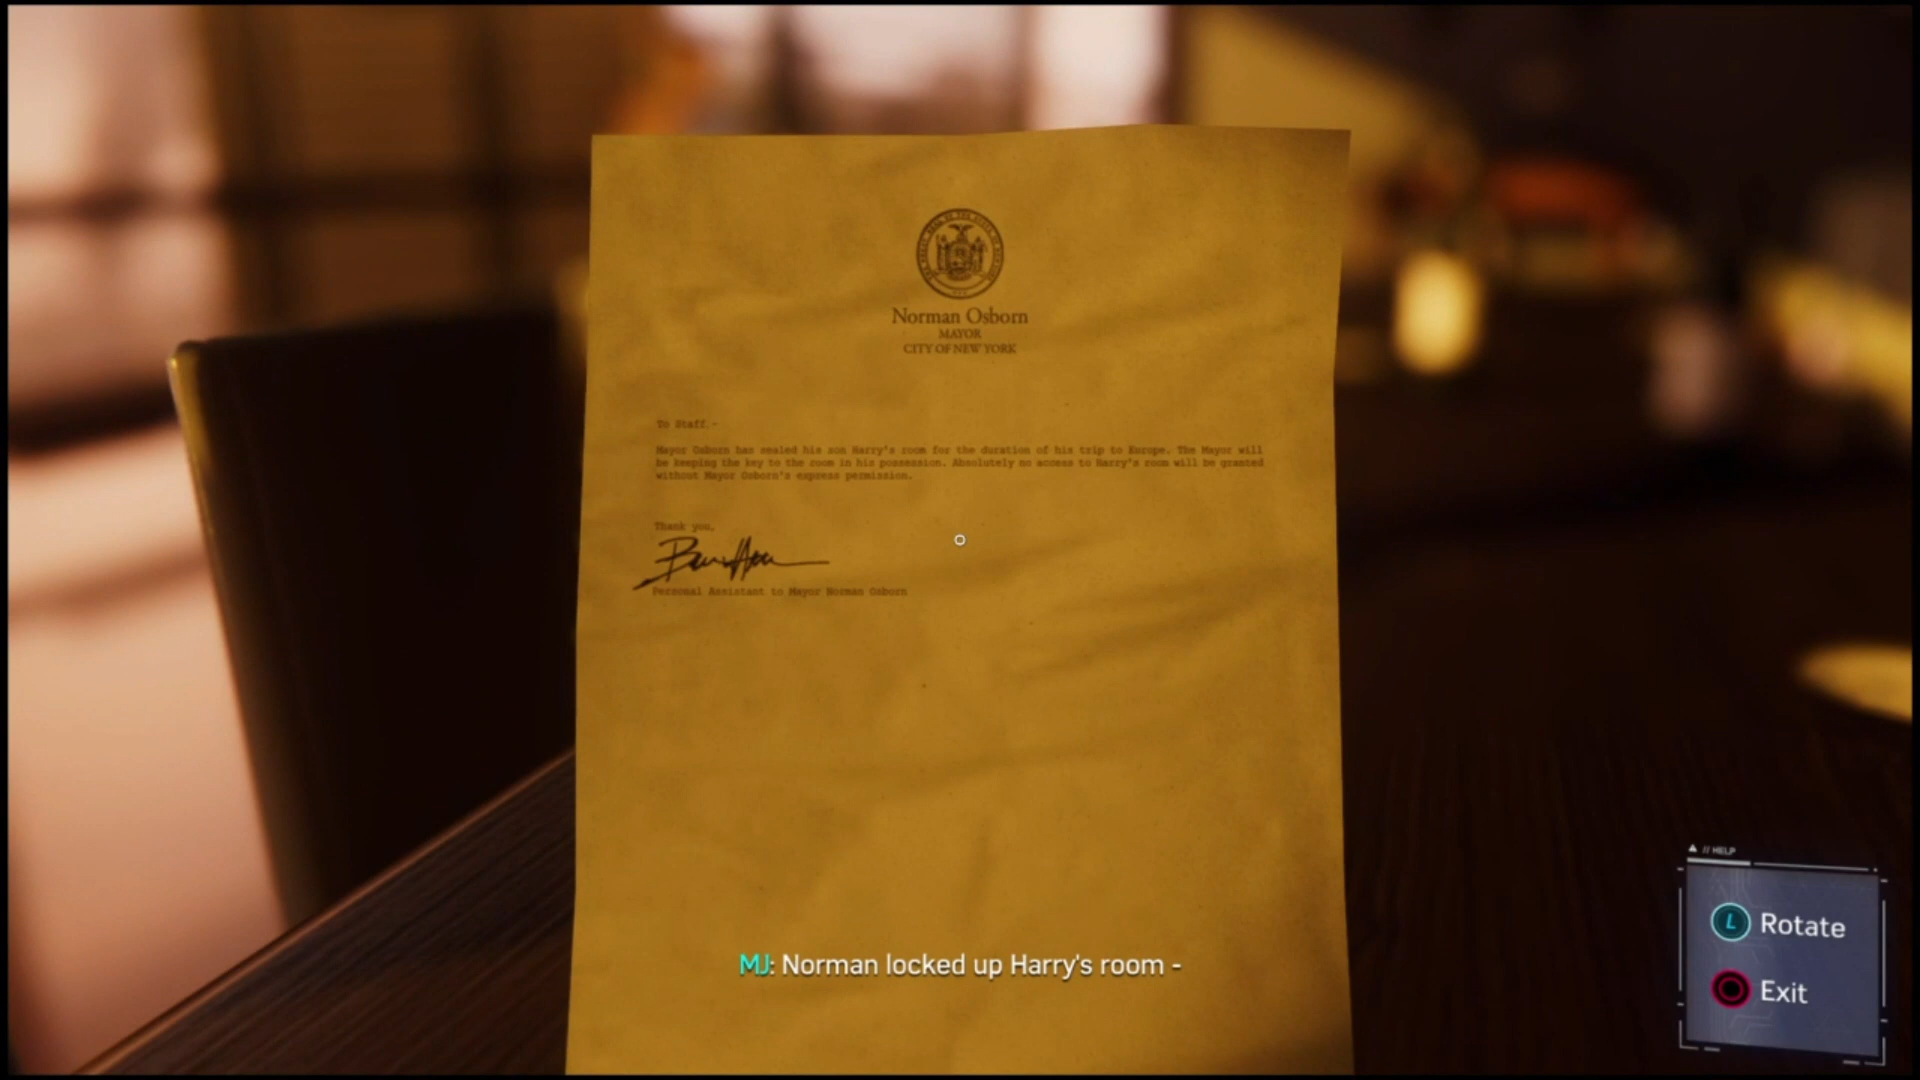 Norman Osborn
MAYOR
CITY OF NEW YORK
To Staff.-
Mayor Osborn has sealed his son Harry's room for the duration of his trip to Europe. The Mayor will
be keeping the key to the room in his possession. Absolutely no access to Harry's room will be granted
without Mayor Osborn's express permission.
Thank you,
Personal Assistant to Mayor Norman Osborn
MJ: Norman locked up Harry's room -
// HELP
L Rotate
Exit